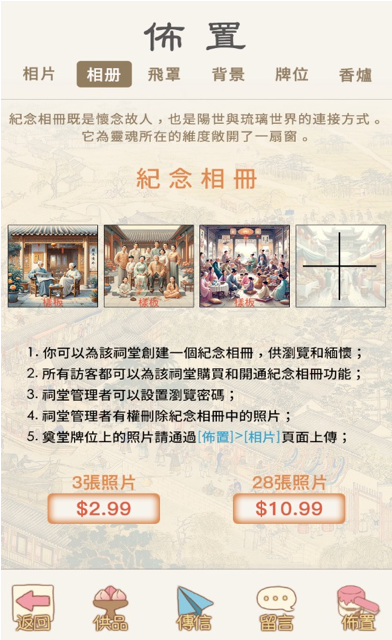 佈置
相片 相册 飛罩 背景 牌位 香爐
紀念相冊既是懷念故人，也是陽世與琉璃世界的連接方式。
它為靈魂所在的維度敞開了一扇窗。
紀念相冊
樣板 樣板 樣板
1. 你可以為該祠堂創建一個紀念相冊，供瀏覽和緬懷；
2. 所有訪客都可以為該祠堂購買和開通紀念相冊功能；
3. 祠堂管理者可以設置瀏覽密碼；
4. 祠堂管理者有權刪除紀念相冊中的照片；
5. 奠堂牌位上的照片請通過[佈置]>[相片]頁面上傳；
3張照片 28張照片
$2.99 $10.99
返回 供品 傳信 留言 佈置